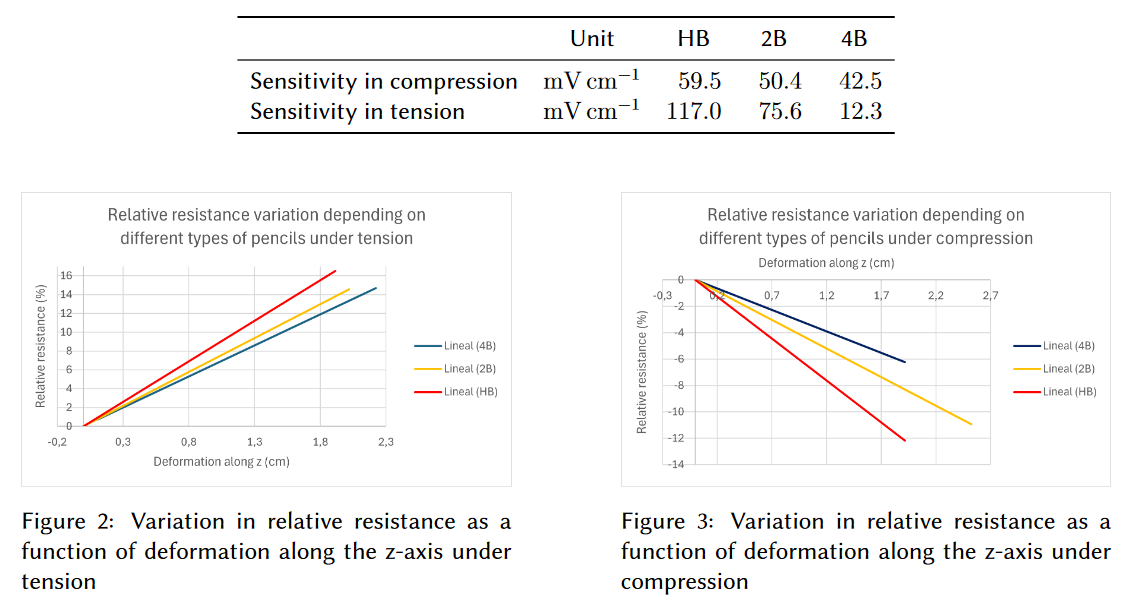 Unit HB 2B 4B
Sensitivity in compression mV cm⁻¹ 59.5 50.4 42.5
Sensitivity in tension mV cm⁻¹ 117.0 75.6 12.3
Relative resistance variation depending on
different types of pencils under tension
Relative resistance (%)
16
14
12
10
8
6
4
2
0
-0,2 0,3 0,8 1,3 1,8 2,3
Deformation along z (cm)
Lineal (4B)
Lineal (2B)
Lineal (HB)
Figure 2: Variation in relative resistance as a
function of deformation along the z-axis under
tension
Relative resistance variation depending on
different types of pencils under compression
Deformation along z (cm)
-0,3 0,2 0,7 1,2 1,7 2,2 2,7
Relative resistance (%)
0
-2
-4
-6
-8
-10
-12
-14
Lineal (4B)
Lineal (2B)
Lineal (HB)
Figure 3: Variation in relative resistance as a
function of deformation along the z-axis under
compression